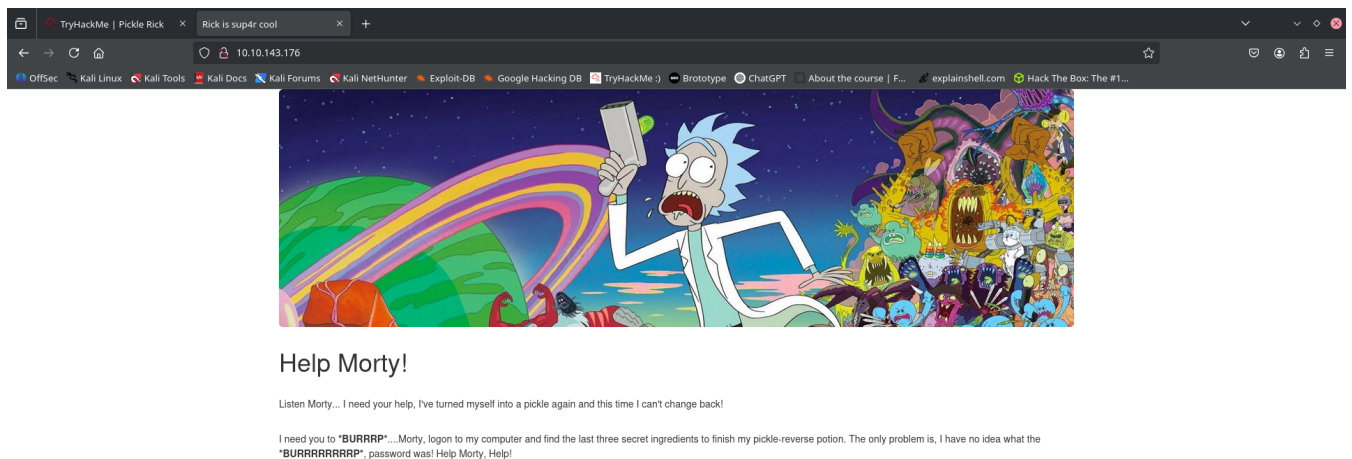 TryHackMe | Pickle Rick
Rick is sup4r cool
10.10.143.176
OffSec Kali Linux Kali Tools Kali Docs Kali Forums Kali NetHunter Exploit-DB Google Hacking DB TryHackMe :) Brototype ChatGPT About the course | F... explainshell.com Hack The Box: The #1...
Help Morty!
Listen Morty... I need your help, I've turned myself into a pickle again and this time I can't change back!
I need you to *BURRRP*....Morty, logon to my computer and find the last three secret ingredients to finish my pickle-reverse potion. The only problem is, I have no idea what the
*BURRRRRRRRP*, password was! Help Morty, Help!